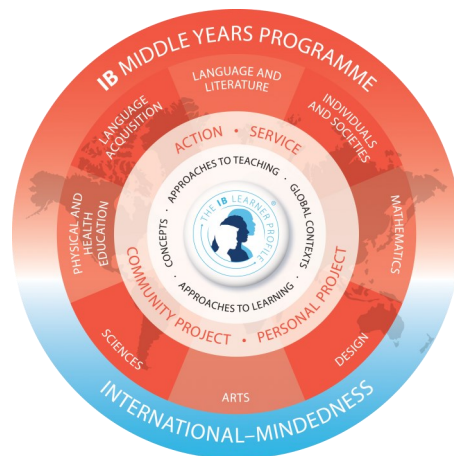 IB MIDDLE YEARS PROGRAMME
LANGUAGE AND
LITERATURE
INDIVIDUALS
AND SOCIETIES
MATHEMATICS
DESIGN
ARTS
SCIENCES
PHYSICAL AND
HEALTH
EDUCATION
LANGUAGE
ACQUISITION
ACTION • SERVICE
COMMUNITY PROJECT • PERSONAL PROJECT
APPROACHES TO TEACHING · GLOBAL CONTEXTS · APPROACHES TO LEARNING · CONCEPTS ·
THE IB LEARNER PROFILE
®
INTERNATIONAL–MINDEDNESS